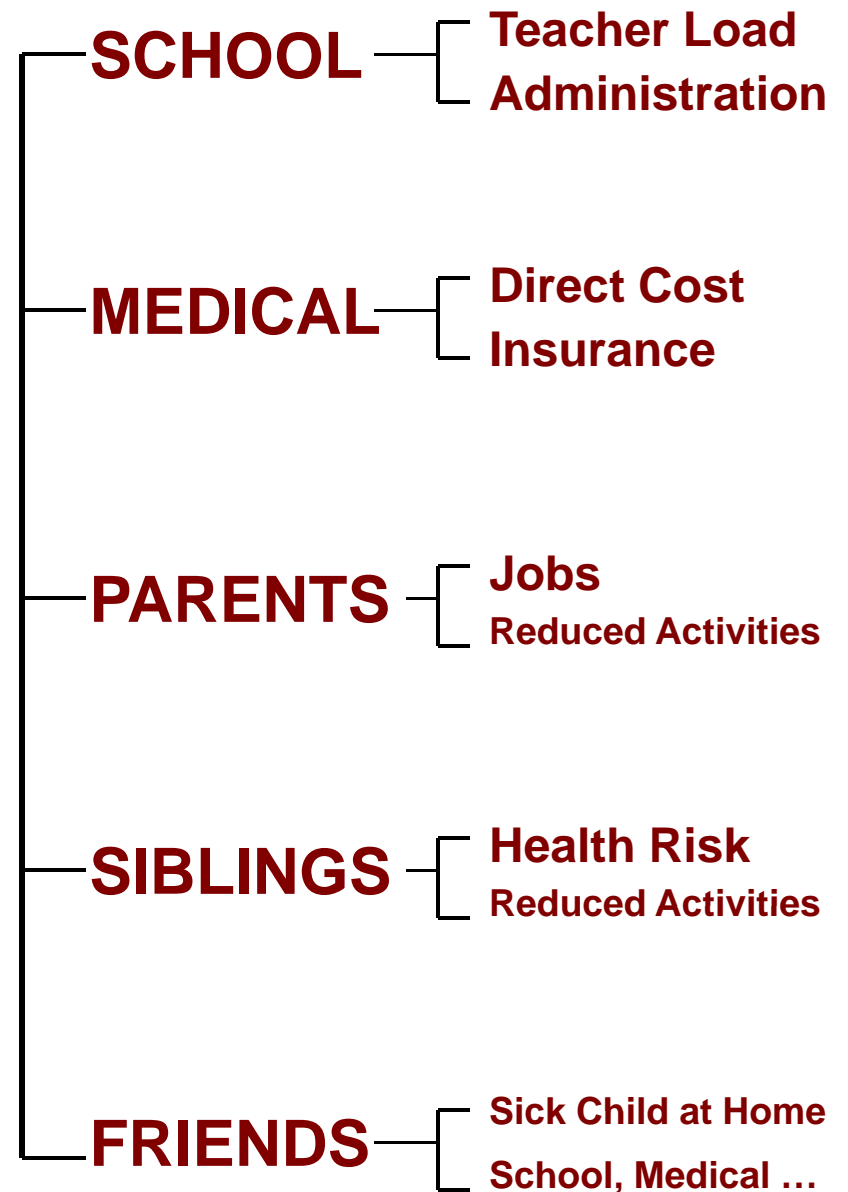 SCHOOL
Teacher Load
Administration
MEDICAL
Direct Cost
Insurance
PARENTS
Jobs
Reduced Activities
SIBLINGS
Health Risk
Reduced Activities
FRIENDS
Sick Child at Home
School, Medical …